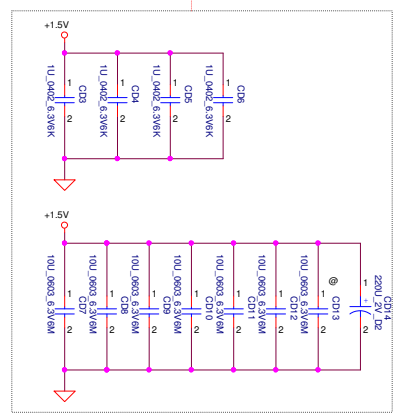 +1.5V
1 1 1 1
CD3 CD4 CD5 CD6
1U_0402_6.3V6K 1U_0402_6.3V6K 1U_0402_6.3V6K 1U_0402_6.3V6K
2 2 2 2
+1.5V
@
1 1 1 1 1 1 1 1
CD7 CD8 CD9 CD10 CD11 CD12 CD13 CD14
10U_0603_6.3V6M 10U_0603_6.3V6M 10U_0603_6.3V6M 10U_0603_6.3V6M 10U_0603_6.3V6M 10U_0603_6.3V6M 10U_0603_6.3V6M 220U_2V_D2
+
2 2 2 2 2 2 2 2